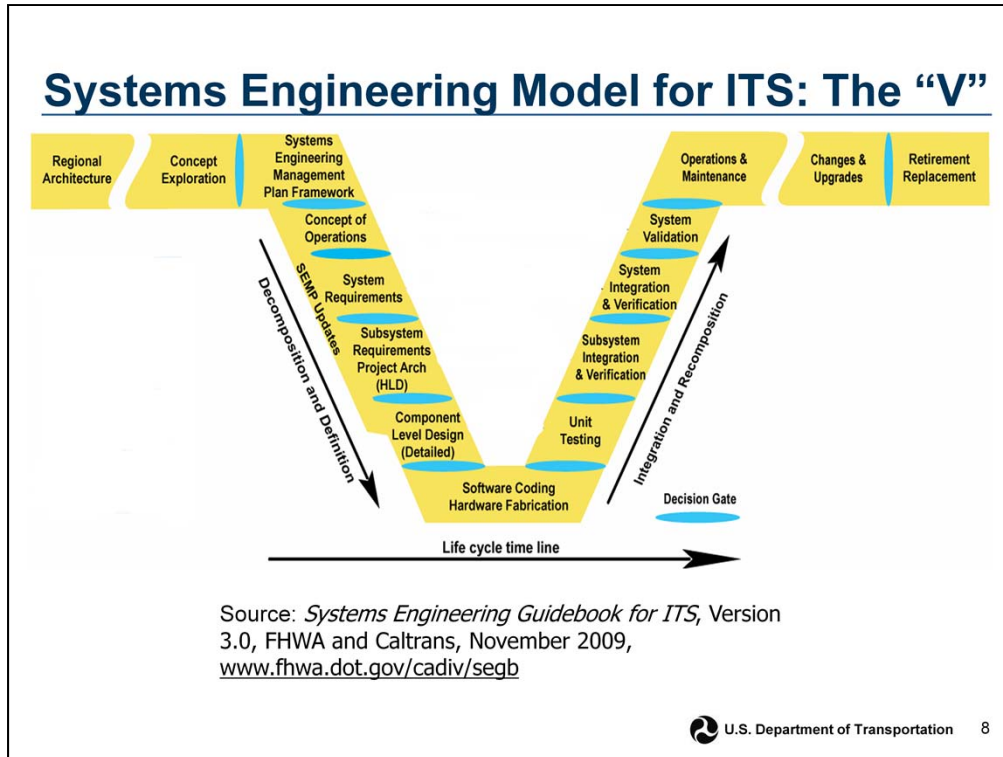 Systems Engineering Model for ITS: The “V”
Regional
Architecture
Concept
Exploration
Systems
Engineering
Management
Plan Framework
Concept of
Operations
System
Requirements
Subsystem
Requirements
Project Arch
(HLD)
Component
Level Design
(Detailed)
SEMP Updates
Decomposition and Definition
Software Coding
Hardware Fabrication
Unit
Testing
Subsystem
Integration
& Verification
System
Integration
& Verification
System
Validation
Operations &
Maintenance
Changes &
Upgrades
Retirement
Replacement
Integration and Recomposition
Decision Gate
Life cycle time line
Source: Systems Engineering Guidebook for ITS, Version
3.0, FHWA and Caltrans, November 2009,
www.fhwa.dot.gov/cadiv/segb
U.S. Department of Transportation 8